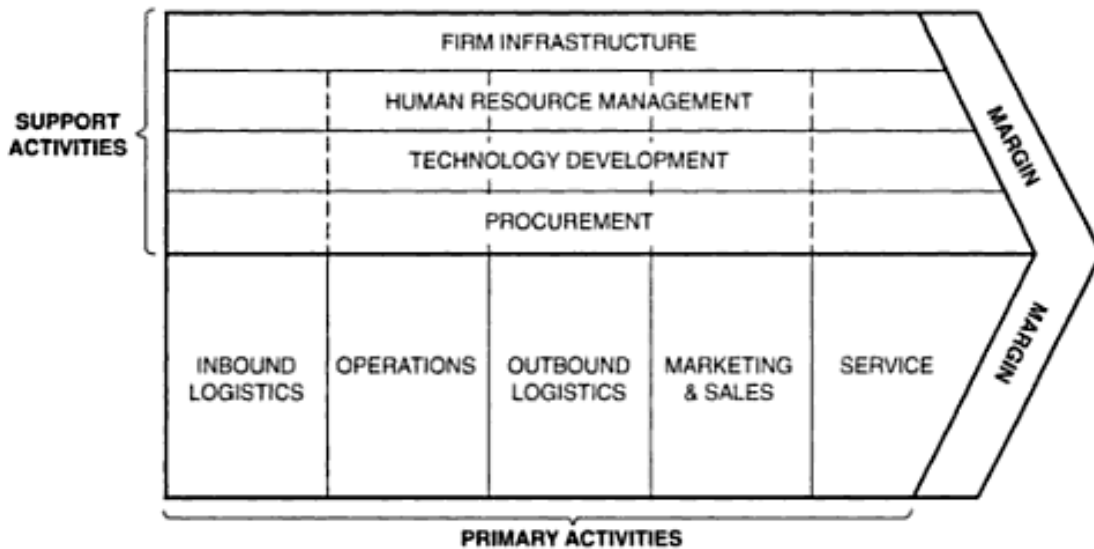 FIRM INFRASTRUCTURE
HUMAN RESOURCE MANAGEMENT
SUPPORT
ACTIVITIES
TECHNOLOGY DEVELOPMENT
PROCUREMENT
MARGIN
INBOUND
LOGISTICS
OPERATIONS
OUTBOUND
LOGISTICS
MARKETING
& SALES
SERVICE
MARGIN
PRIMARY ACTIVITIES